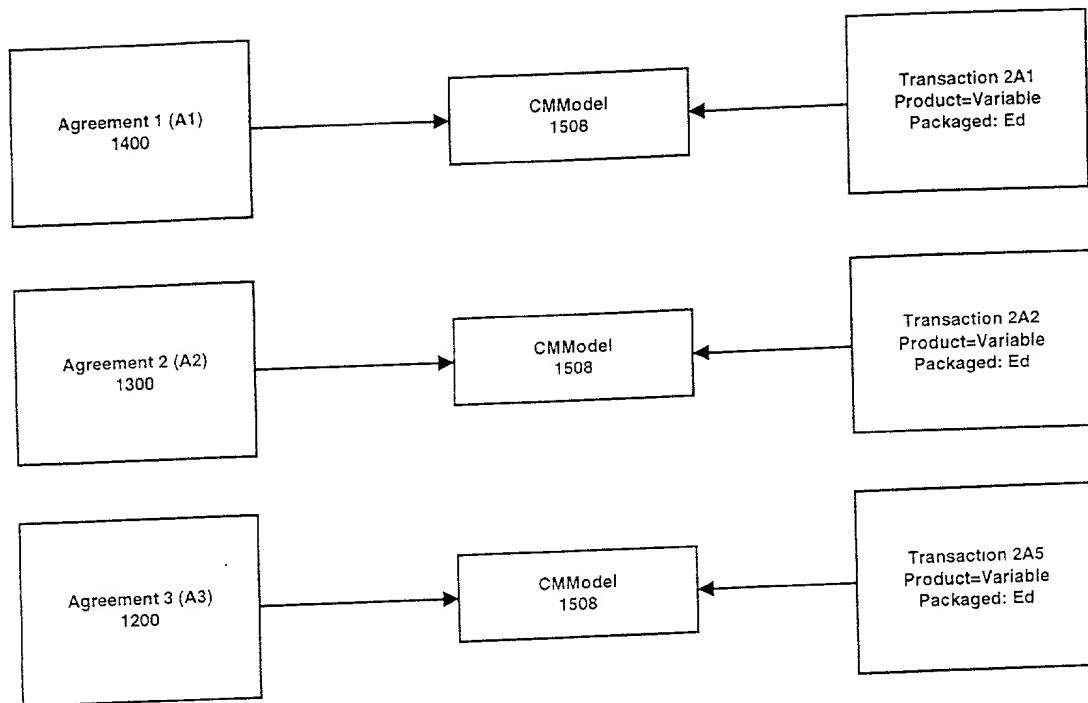 Agreement 1 (A1)
1400
CMModel
1508
Transaction 2A1
Product=Variable
Packaged: Ed
Agreement 2 (A2)
1300
CMModel
1508
Transaction 2A2
Product=Variable
Packaged: Ed
Agreement 3 (A3)
1200
CMModel
1508
Transaction 2A5
Product=Variable
Packaged: Ed